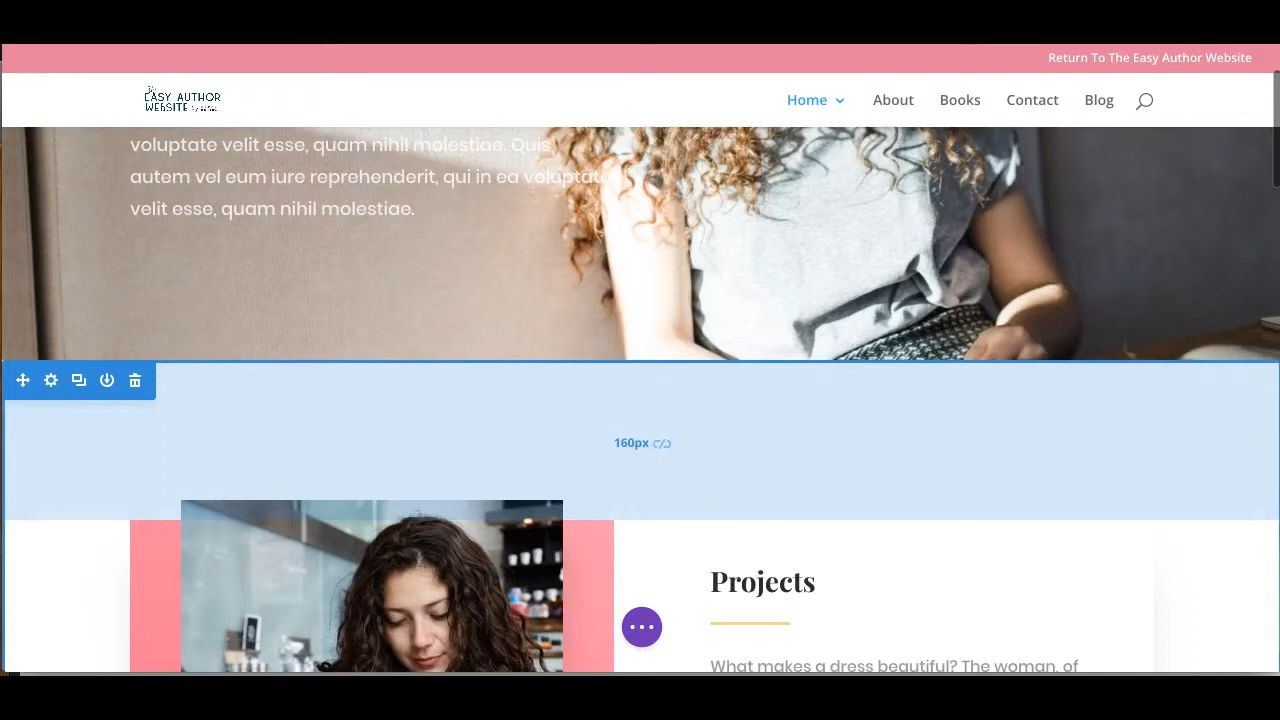 Return To The Easy Author Website
EASY AUTHOR
WEBSITE
Home
About
Books
Contact
Blog
voluptate velit esse, quam nihil molestiae. Quis
autem vel eum iure reprehenderit, qui in ea voluptate
velit esse, quam nihil molestiae.
160px
Projects
What makes a dress beautiful? The woman, of